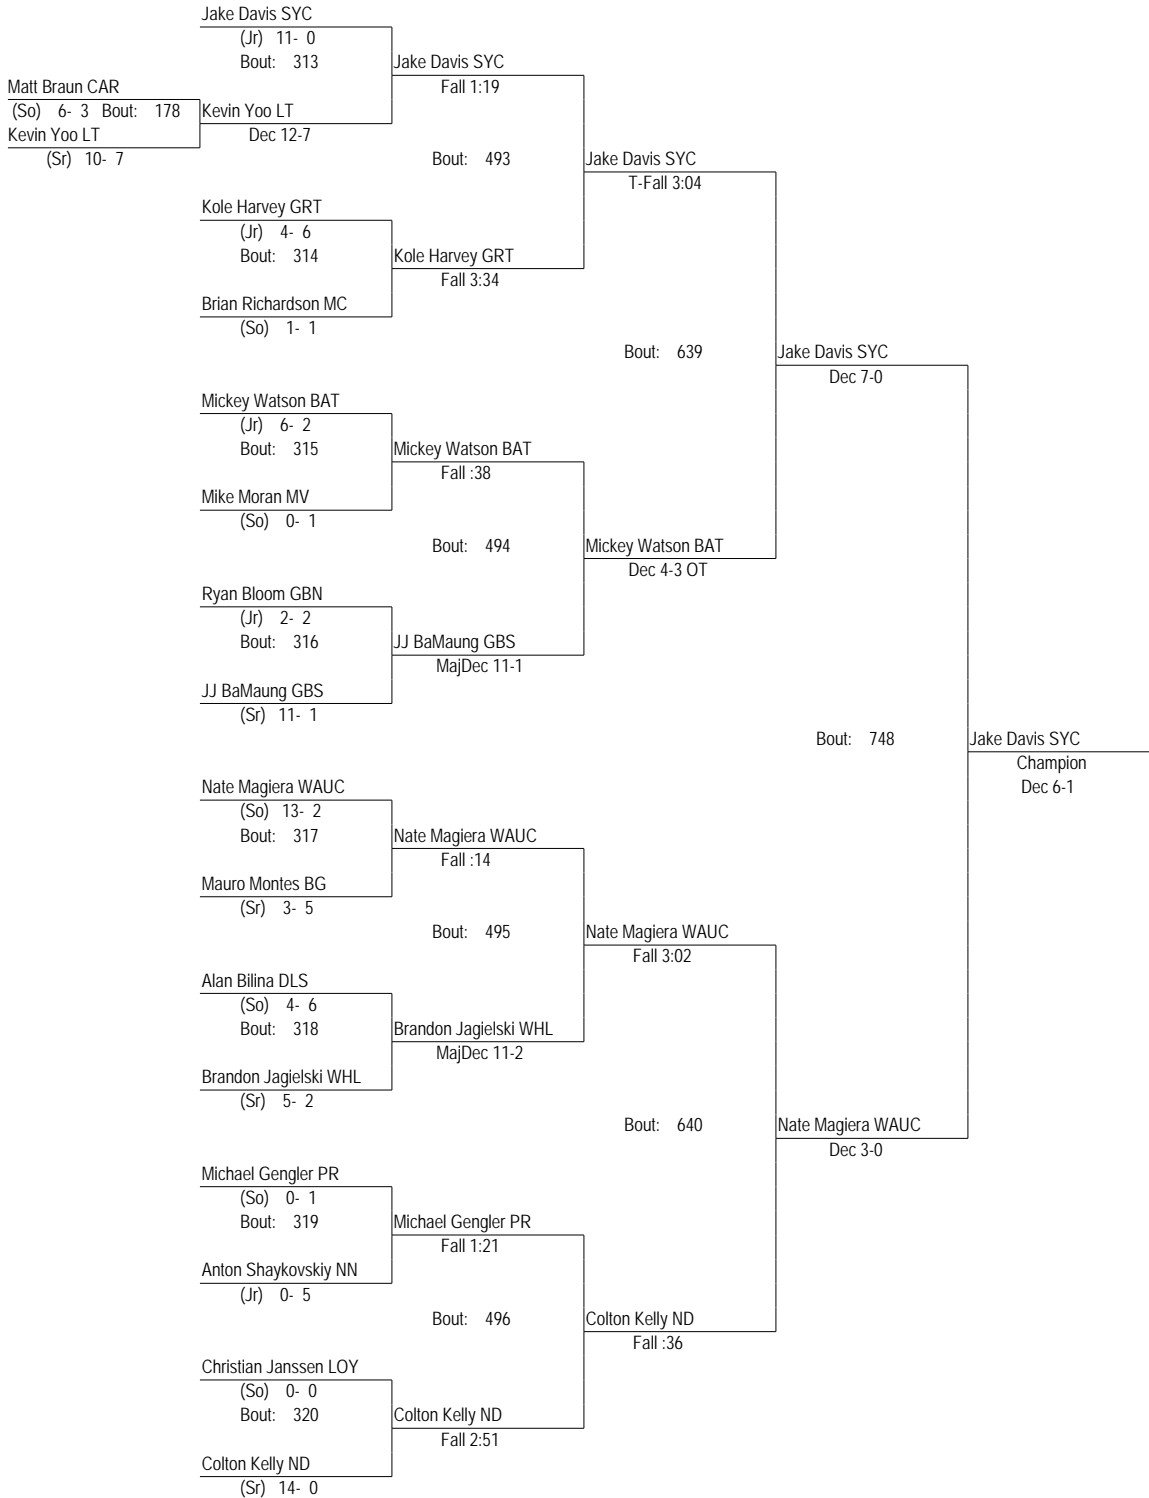 Jake Davis SYC
(Jr) 11- 0
Bout: 313
Jake Davis SYC
Fall 1:19
Matt Braun CAR
(So) 6- 3 Bout: 178
Kevin Yoo LT
Dec 12-7
Kevin Yoo LT
(Sr) 10- 7
Bout: 493
Jake Davis SYC
T-Fall 3:04
Kole Harvey GRT
(Jr) 4- 6
Bout: 314
Kole Harvey GRT
Fall 3:34
Brian Richardson MC
(So) 1- 1
Bout: 639
Jake Davis SYC
Dec 7-0
Mickey Watson BAT
(Jr) 6- 2
Bout: 315
Mickey Watson BAT
Fall :38
Mike Moran MV
(So) 0- 1
Bout: 494
Mickey Watson BAT
Dec 4-3 OT
Ryan Bloom GBN
(Jr) 2- 2
Bout: 316
JJ BaMaung GBS
MajDec 11-1
JJ BaMaung GBS
(Sr) 11- 1
Bout: 748
Jake Davis SYC
Champion
Dec 6-1
Nate Magiera WAUC
(So) 13- 2
Bout: 317
Nate Magiera WAUC
Fall :14
Mauro Montes BG
(Sr) 3- 5
Bout: 495
Nate Magiera WAUC
Fall 3:02
Alan Bilina DLS
(So) 4- 6
Bout: 318
Brandon Jagielski WHL
MajDec 11-2
Brandon Jagielski WHL
(Sr) 5- 2
Bout: 640
Nate Magiera WAUC
Dec 3-0
Michael Gengler PR
(So) 0- 1
Bout: 319
Michael Gengler PR
Fall 1:21
Anton Shaykovskiy NN
(Jr) 0- 5
Bout: 496
Colton Kelly ND
Fall :36
Christian Janssen LOY
(So) 0- 0
Bout: 320
Colton Kelly ND
Fall 2:51
Colton Kelly ND
(Sr) 14- 0